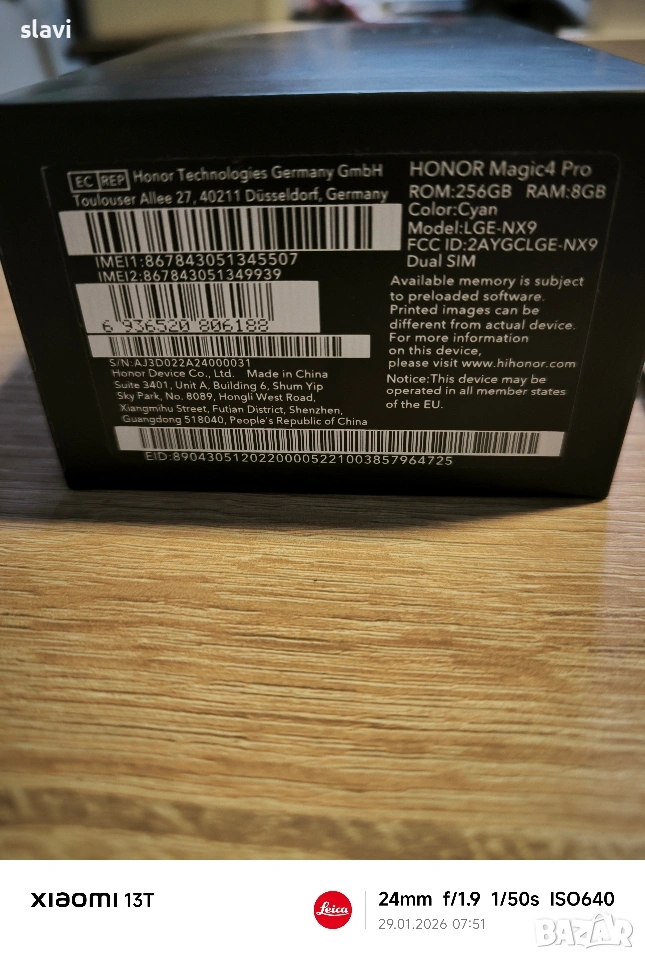 slavi
EC REP Honor Technologies Germany GmbH
Toulouser Allee 27, 40211 Düsseldorf, Germany
IMEI1:867843051345507
IMEI2:867843051349939
6 936520 806188
S/N:AJ3D022A24000031
Honor Device Co., Ltd. Made in China
Suite 3401, Unit A, Building 6, Shum Yip
Sky Park, No. 8089, Hongli West Road,
Xiangmihu Street, Futian District, Shenzhen,
Guangdong 518040, People's Republic of China
EID:89043051202200005221003857964725
HONOR Magic4 Pro
ROM:256GB RAM:8GB
Color:Cyan
Model:LGE-NX9
FCC ID:2AYGCLGE-NX9
Dual SIM
Available memory is subject
to preloaded software.
Printed images can be
different from actual device.
For more information
on this device,
please visit www.hihonor.com
Notice:This device may be
operated in all member states
of the EU.
XIAOMI 13T
Leica
24mm f/1.9 1/50s ISO640
29.01.2026 07:51
BAZAR